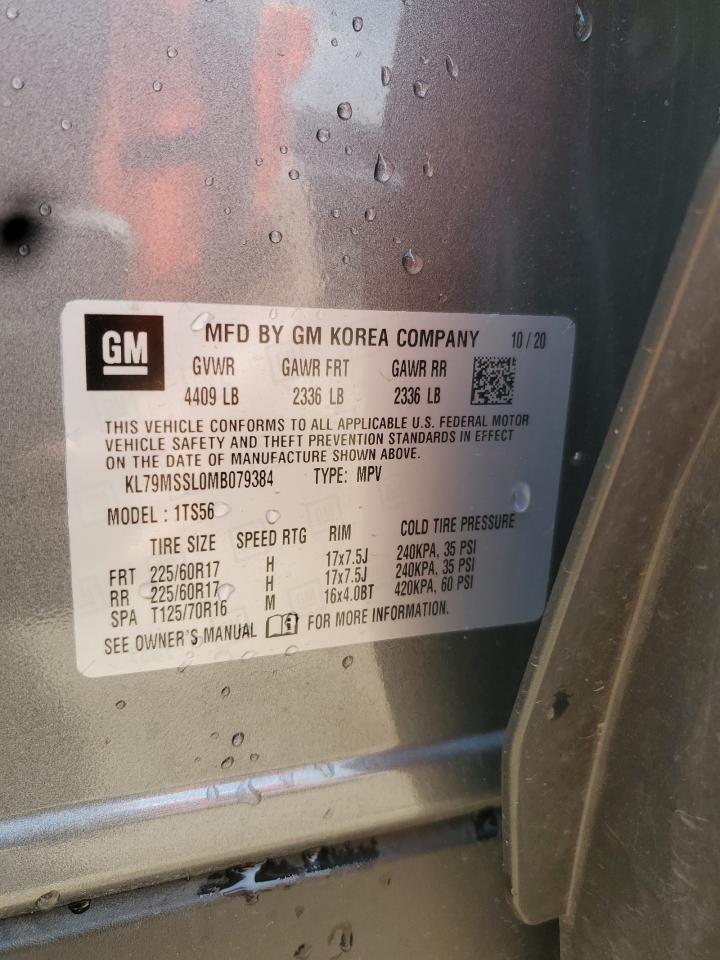 GM
MFD BY GM KOREA COMPANY 10/20
GVWR GAWR FRT GAWR RR
4409 LB 2336 LB 2336 LB
THIS VEHICLE CONFORMS TO ALL APPLICABLE U.S. FEDERAL MOTOR
VEHICLE SAFETY AND THEFT PREVENTION STANDARDS IN EFFECT
ON THE DATE OF MANUFACTURE SHOWN ABOVE.
KL79MSSL0MB079384 TYPE: MPV
MODEL : 1TS56
TIRE SIZE SPEED RTG RIM COLD TIRE PRESSURE
FRT 225/60R17 H 17x7.5J 240KPA, 35 PSI
RR 225/60R17 H 17x7.5J 240KPA, 35 PSI
SPA T125/70R16 M 16x4.0BT 420KPA, 60 PSI
SEE OWNER'S MANUAL FOR MORE INFORMATION.